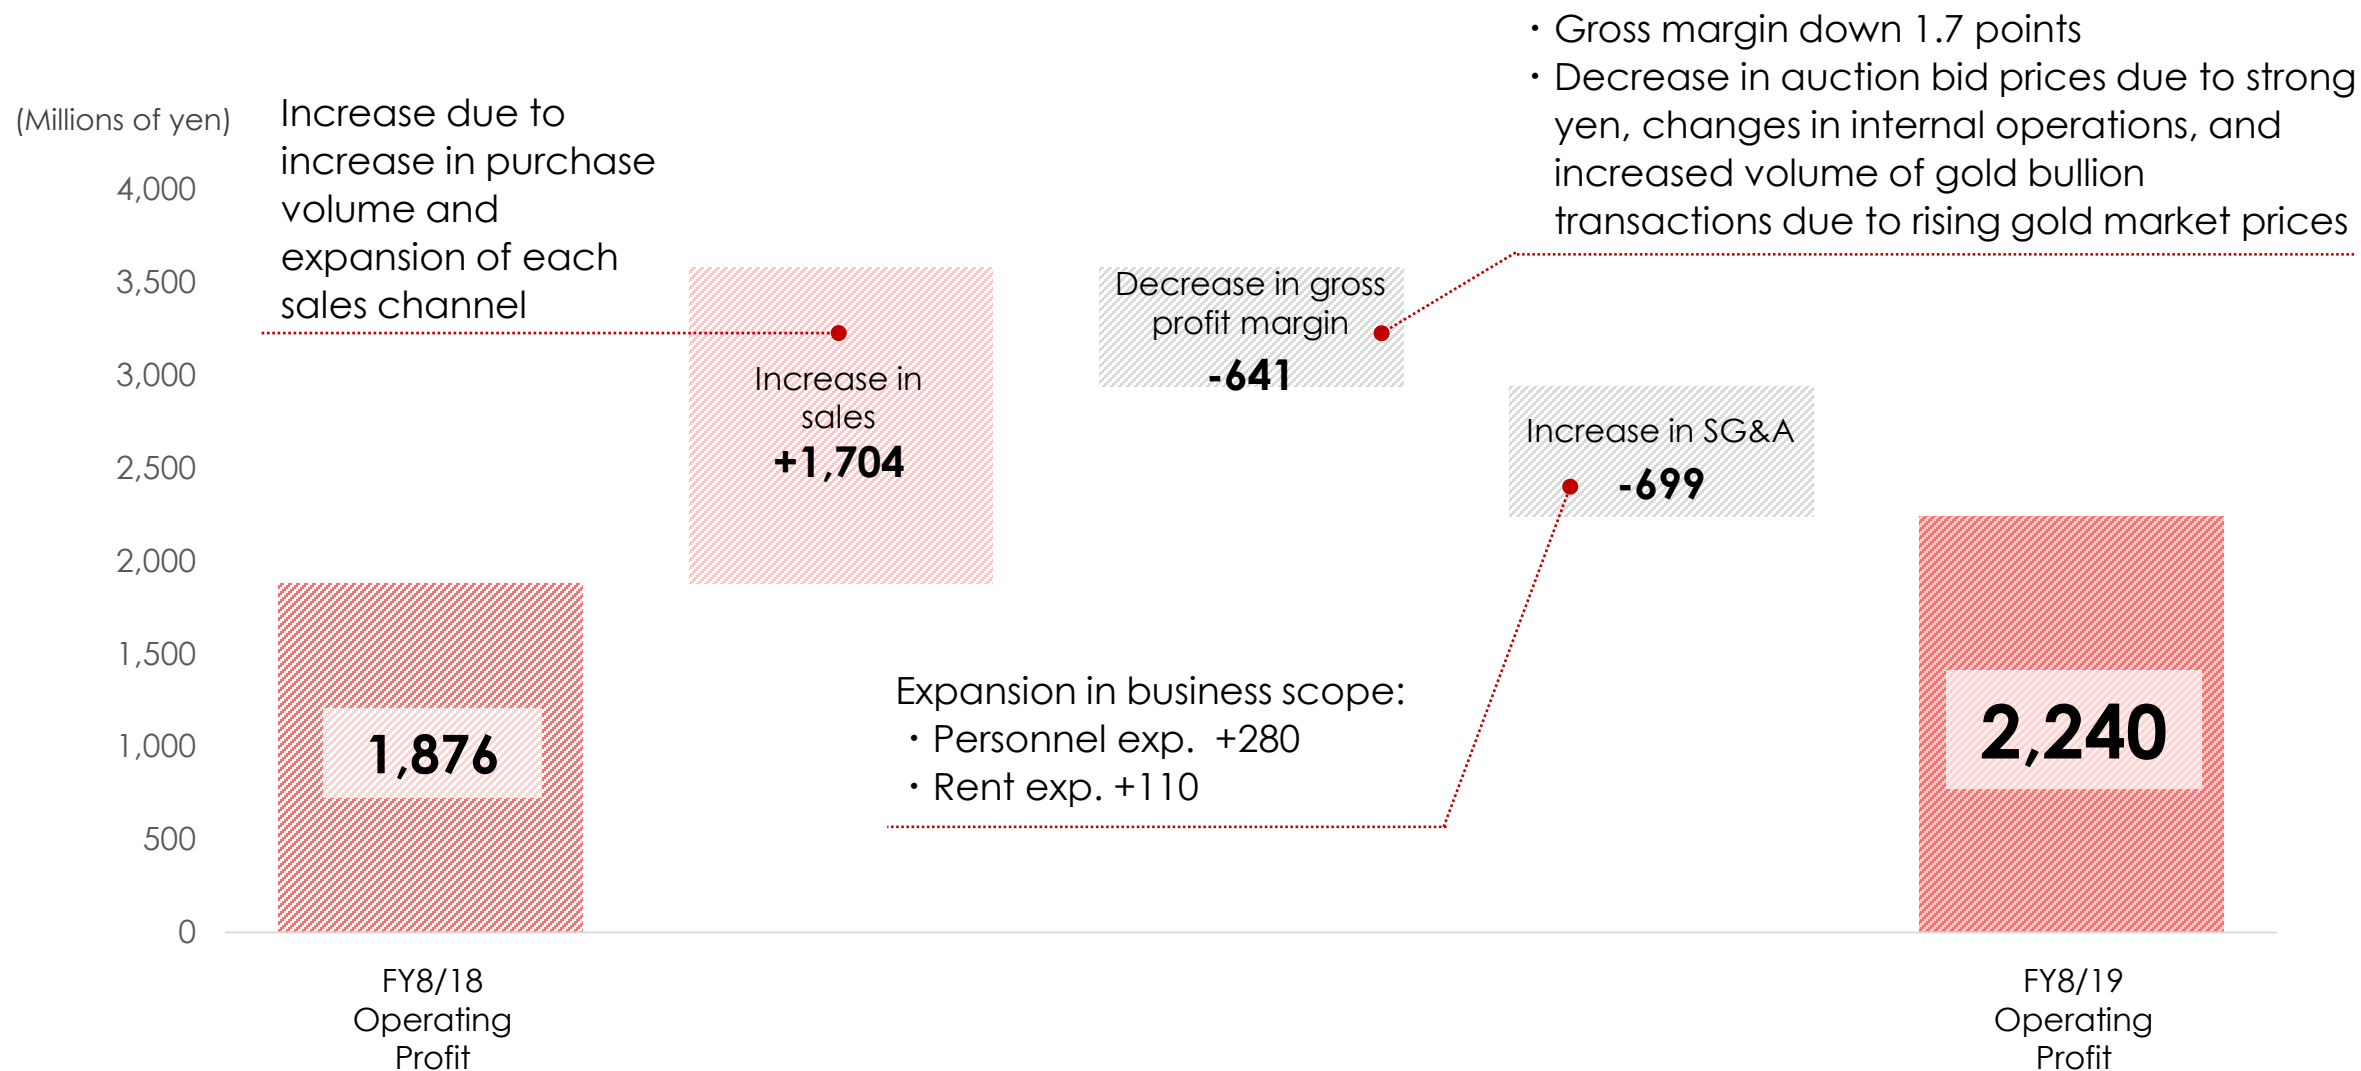 (Millions of yen)
4,000
3,500
3,000
2,500
2,000
1,500
1,000
500
0
Increase due to
increase in purchase
volume and
expansion of each
sales channel
・Gross margin down 1.7 points
・Decrease in auction bid prices due to strong
yen, changes in internal operations, and
increased volume of gold bullion
transactions due to rising gold market prices
Increase in
sales
+1,704
Decrease in gross
profit margin
-641
Increase in SG&A
-699
Expansion in business scope:
・Personnel exp. +280
・Rent exp. +110
1,876
2,240
FY8/18
Operating
Profit
FY8/19
Operating
Profit